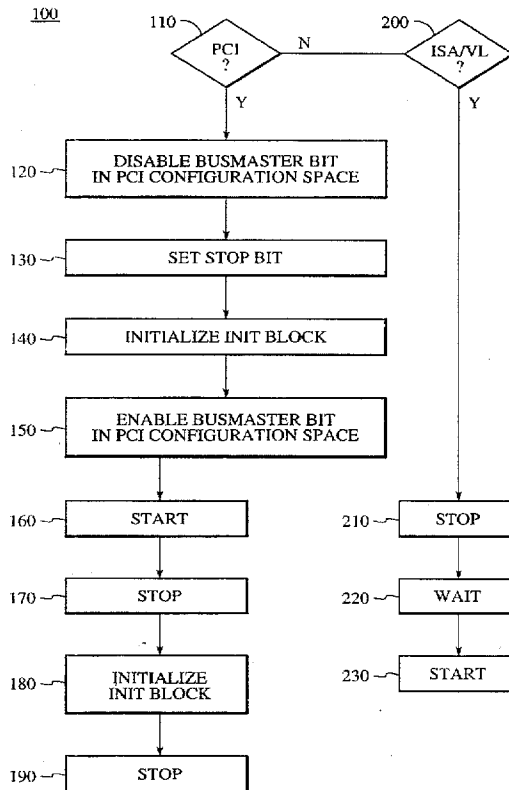 100
110
PCI
?
N
200
ISA/VL
?
Y
Y
120
DISABLE BUSMASTER BIT
IN PCI CONFIGURATION SPACE
130
SET STOP BIT
140
INITIALIZE INIT BLOCK
150
ENABLE BUSMASTER BIT
IN PCI CONFIGURATION SPACE
160
START
210
STOP
170
STOP
220
WAIT
180
INITIALIZE
INIT BLOCK
230
START
190
STOP